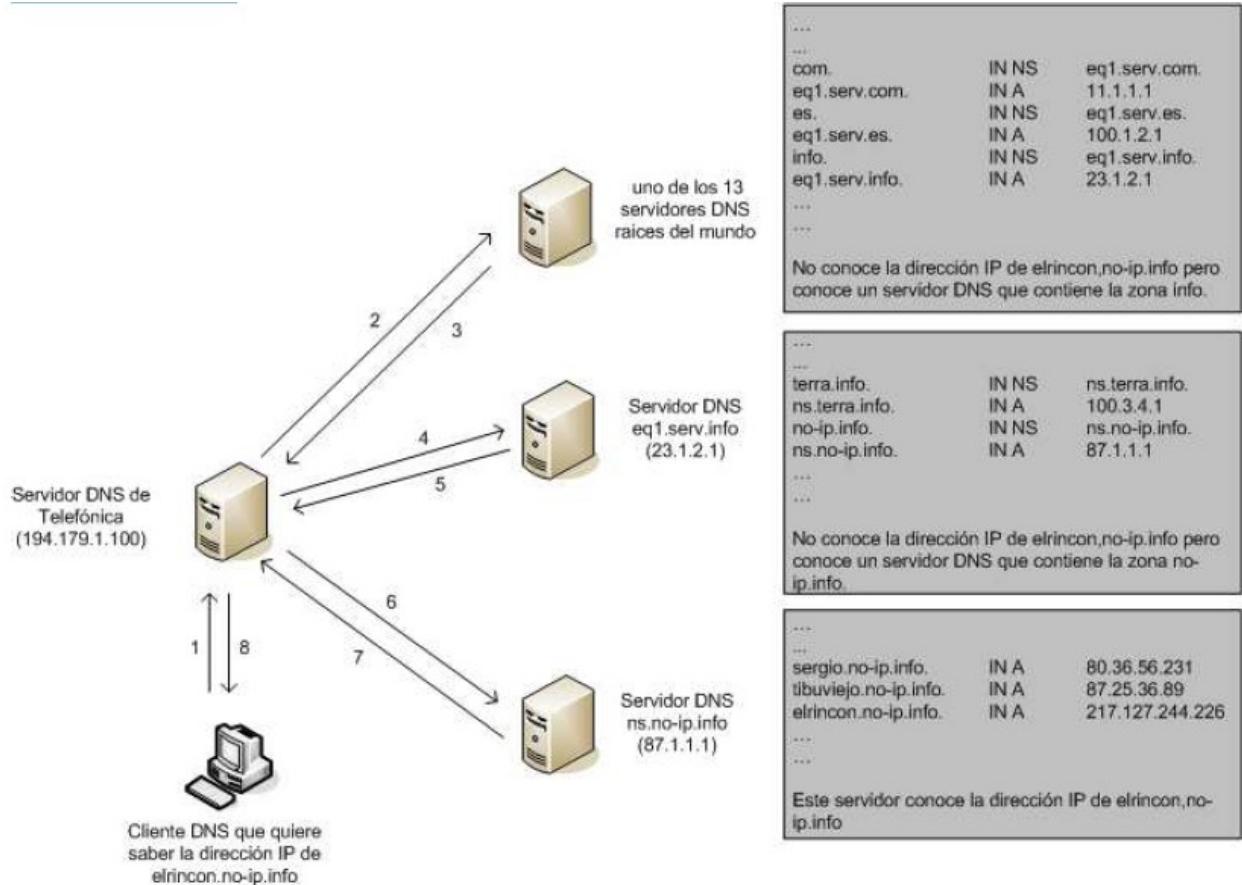 ...
...
com. IN NS eq1.serv.com.
eq1.serv.com. IN A 11.1.1.1
es. IN NS eq1.serv.es.
eq1.serv.es. IN A 100.1.2.1
info. IN NS eq1.serv.info.
eq1.serv.info. IN A 23.1.2.1
...
...
No conoce la dirección IP de elrincon,no-ip.info pero
conoce un servidor DNS que contiene la zona info.
uno de los 13
servidores DNS
raices del mundo
2
3
...
...
terra.info. IN NS ns.terra.info.
ns.terra.info. IN A 100.3.4.1
no-ip.info. IN NS ns.no-ip.info.
ns.no-ip.info. IN A 87.1.1.1
...
...
No conoce la dirección IP de elrincon,no-ip.info pero
conoce un servidor DNS que contiene la zona no-
ip.info.
Servidor DNS
eq1.serv.info
(23.1.2.1)
4
5
Servidor DNS de
Telefónica
(194.179.1.100)
6
7
1
8
...
...
sergio.no-ip.info. IN A 80.36.56.231
tibuviejo.no-ip.info. IN A 87.25.36.89
elrincon.no-ip.info. IN A 217.127.244.226
...
...
Este servidor conoce la dirección IP de elrincon,no-
ip.info
Servidor DNS
ns.no-ip.info
(87.1.1.1)
Cliente DNS que quiere
saber la dirección IP de
elrincon.no-ip.info